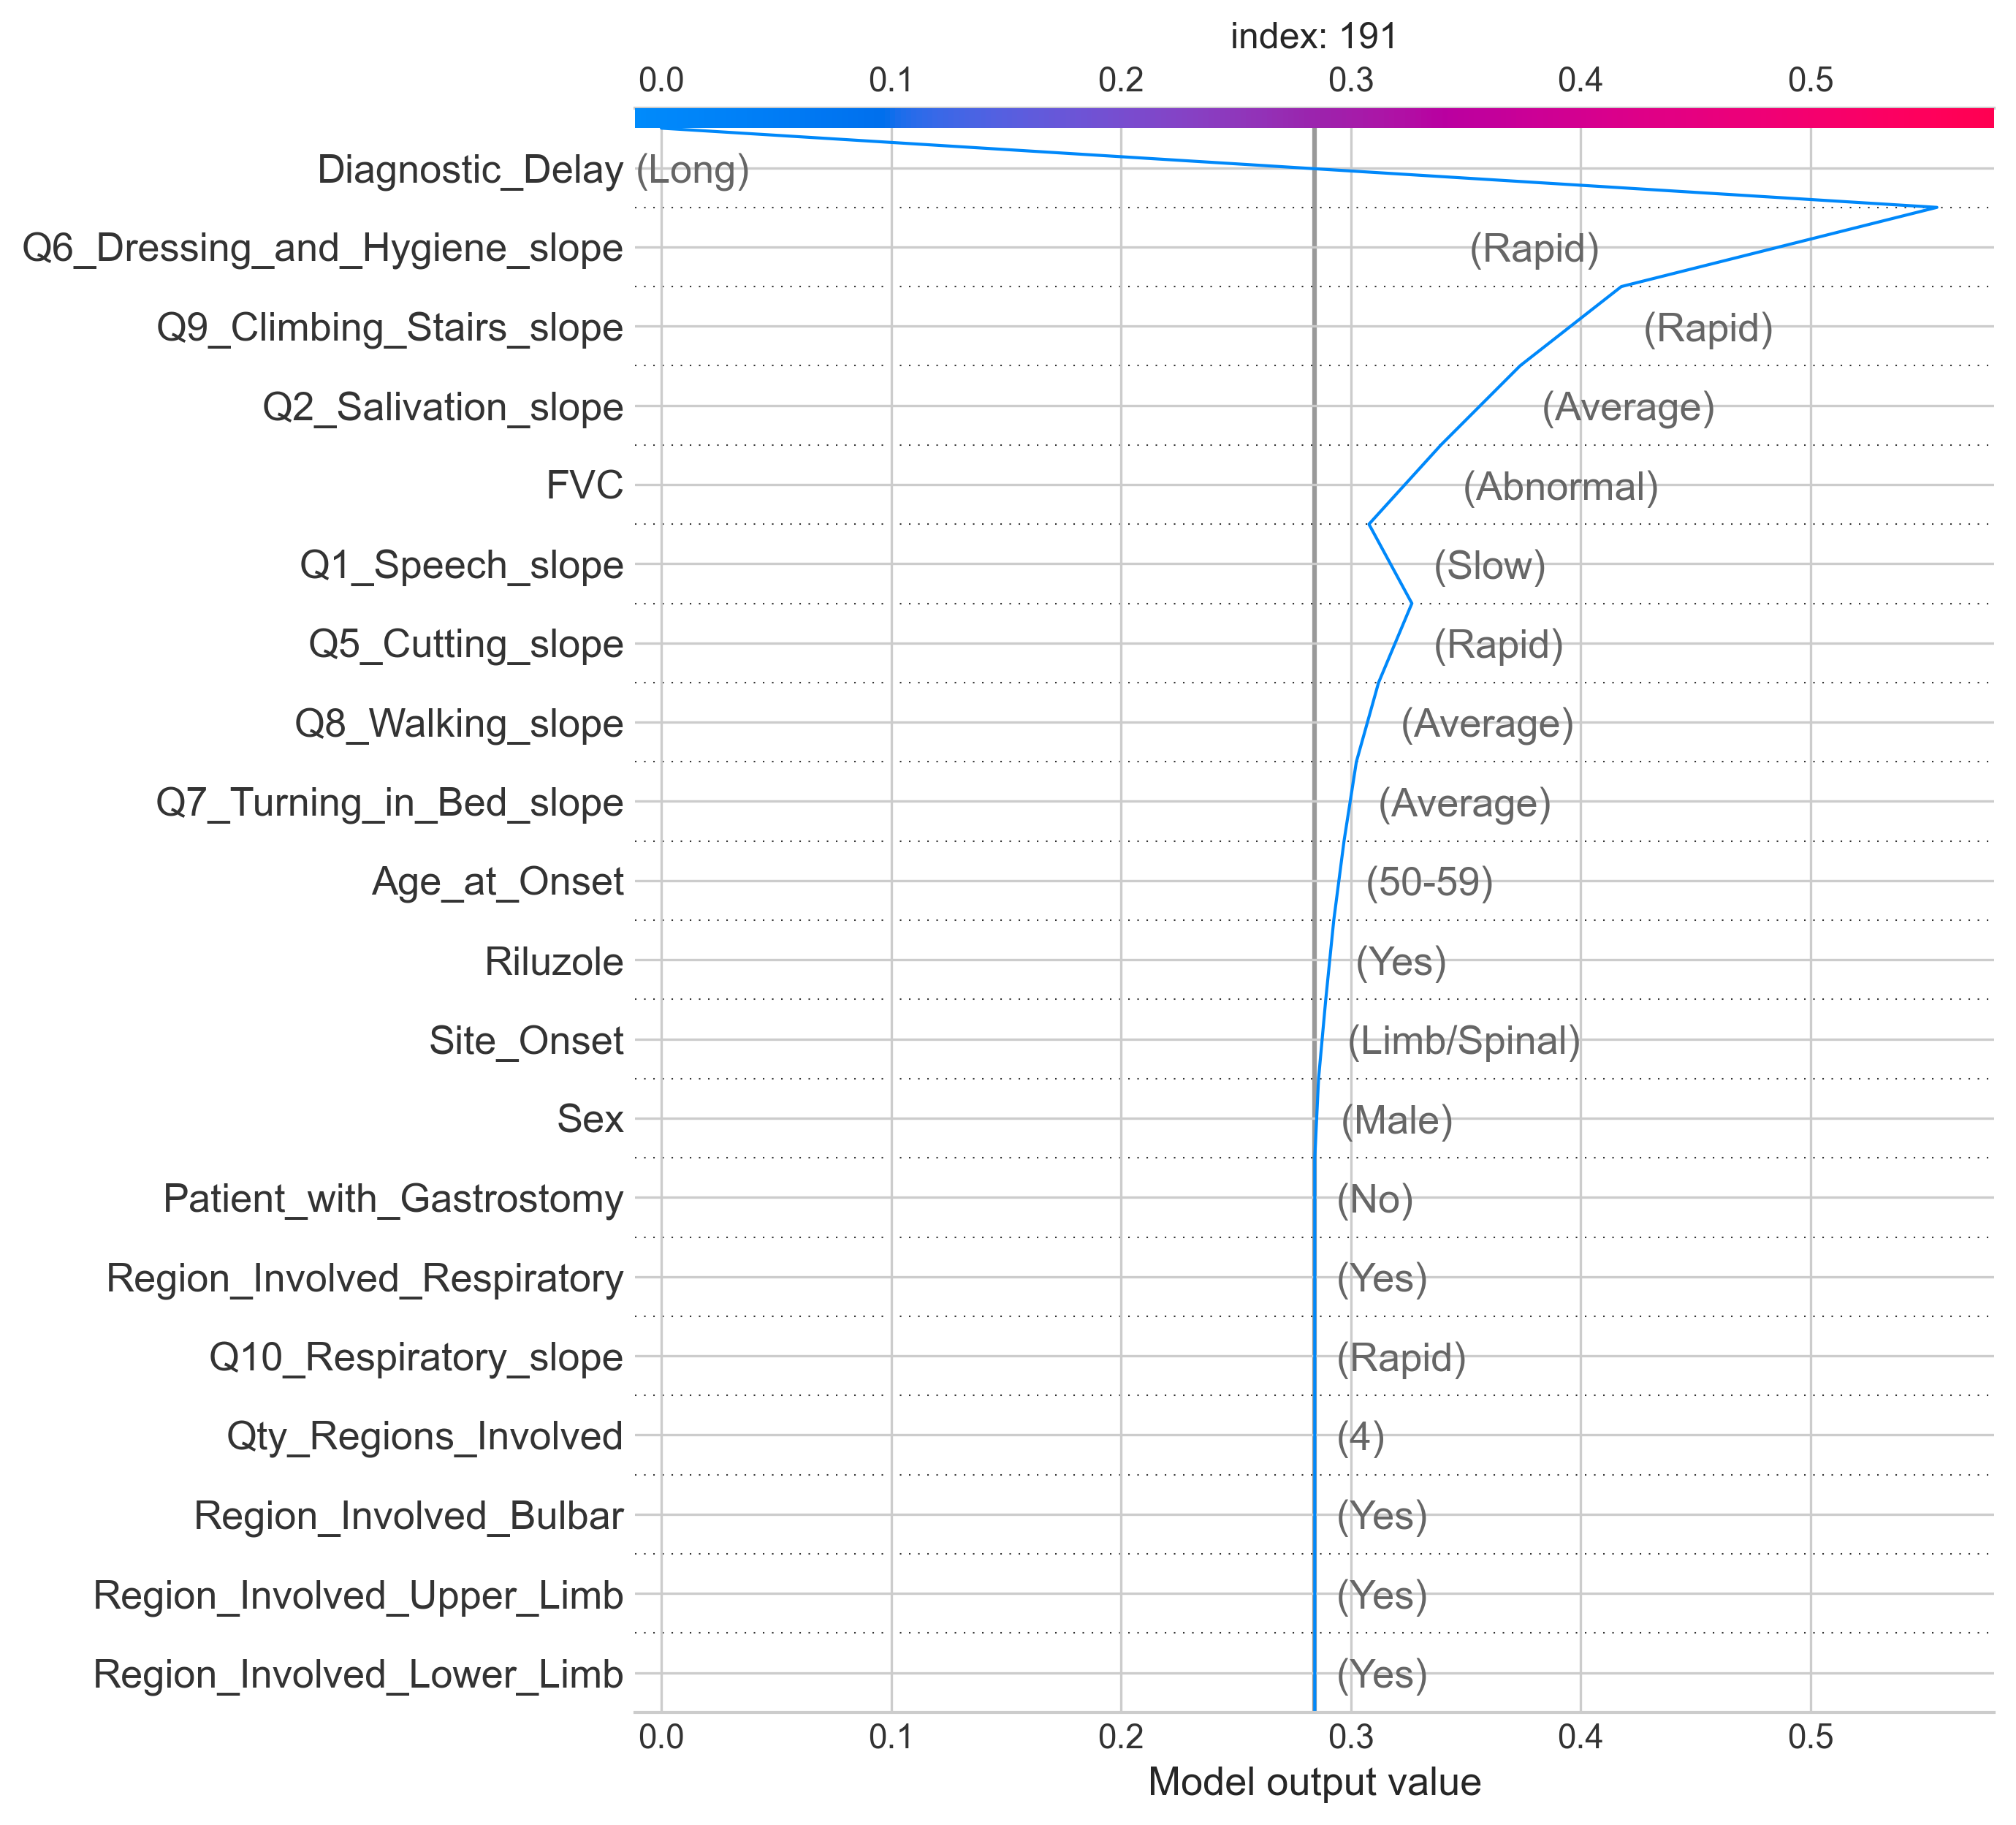 index: 191
0.0 0.1 0.2 0.3 0.4 0.5
Diagnostic_Delay (Long)
Q6_Dressing_and_Hygiene_slope (Rapid)
Q9_Climbing_Stairs_slope (Rapid)
Q2_Salivation_slope (Average)
FVC (Abnormal)
Q1_Speech_slope (Slow)
Q5_Cutting_slope (Rapid)
Q8_Walking_slope (Average)
Q7_Turning_in_Bed_slope (Average)
Age_at_Onset (50-59)
Riluzole (Yes)
Site_Onset (Limb/Spinal)
Sex (Male)
Patient_with_Gastrostomy (No)
Region_Involved_Respiratory (Yes)
Q10_Respiratory_slope (Rapid)
Qty_Regions_Involved (4)
Region_Involved_Bulbar (Yes)
Region_Involved_Upper_Limb (Yes)
Region_Involved_Lower_Limb (Yes)
0.0 0.1 0.2 0.3 0.4 0.5
Model output value